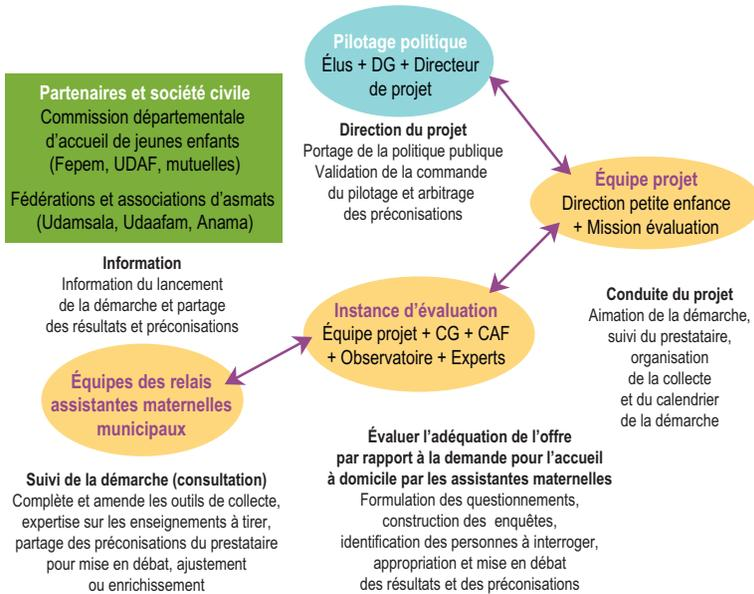 Pilotage politique
Élus + DG + Directeur
de projet
Partenaires et société civile
Commission départementale
d’accueil de jeunes enfants
(Fepem, UDAF, mutuelles)
Fédérations et associations d’asmats
(Udamsala, Udaafam, Anama)
Direction du projet
Portage de la politique publique
Validation de la commande
du pilotage et arbitrage
des préconisations
Équipe projet
Direction petite enfance
+ Mission évaluation
Information
Information du lancement
de la démarche et partage
des résultats et préconisations
Instance d’évaluation
Équipe projet + CG + CAF
+ Observatoire + Experts
Conduite du projet
Aimation de la démarche,
suivi du prestataire,
organisation
de la collecte
et du calendrier
de la démarche
Équipes des relais
assistantes maternelles
municipaux
Évaluer l’adéquation de l’offre
par rapport à la demande pour l’accueil
à domicile par les assistantes maternelles
Formulation des questionnements,
construction des enquêtes,
identification des personnes à interroger,
appropriation et mise en débat
des résultats et des préconisations
Suivi de la démarche (consultation)
Complète et amende les outils de collecte,
expertise sur les enseignements à tirer,
partage des préconisations du prestataire
pour mise en débat, ajustement
ou enrichissement